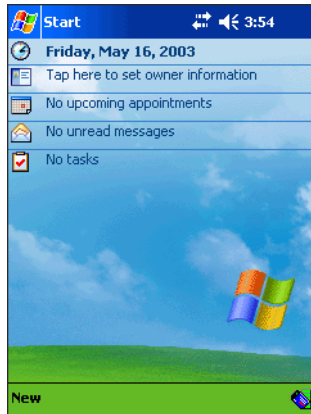 Start 3:54
Friday, May 16, 2003
Tap here to set owner information
No upcoming appointments
No unread messages
No tasks
New